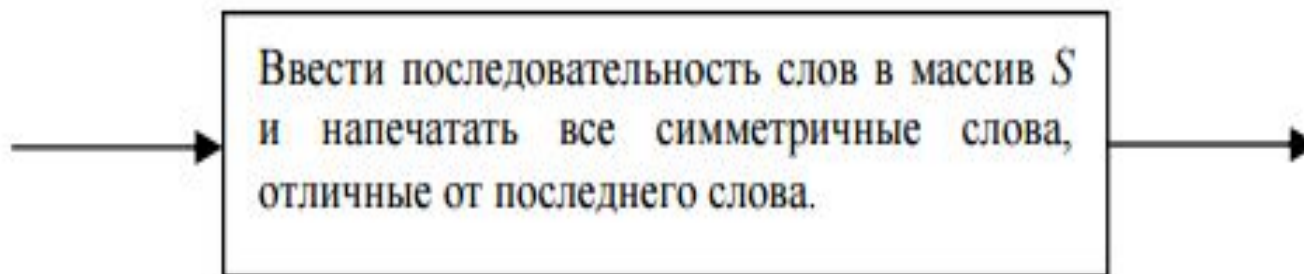 Ввести последовательность слов в массив S
и напечатать все симметричные слова,
отличные от последнего слова.